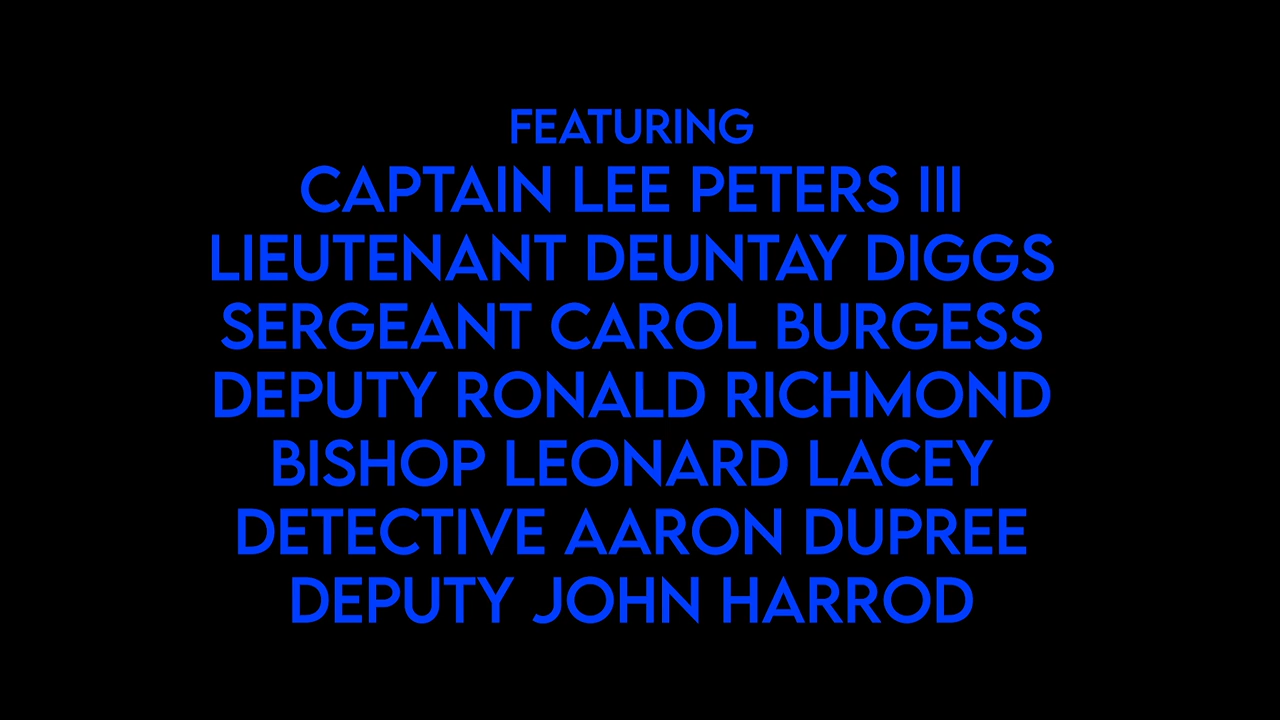 FEATURING
CAPTAIN LEE PETERS III
LIEUTENANT DEUNTAY DIGGS
SERGEANT CAROL BURGESS
DEPUTY RONALD RICHMOND
BISHOP LEONARD LACEY
DETECTIVE AARON DUPREE
DEPUTY JOHN HARROD